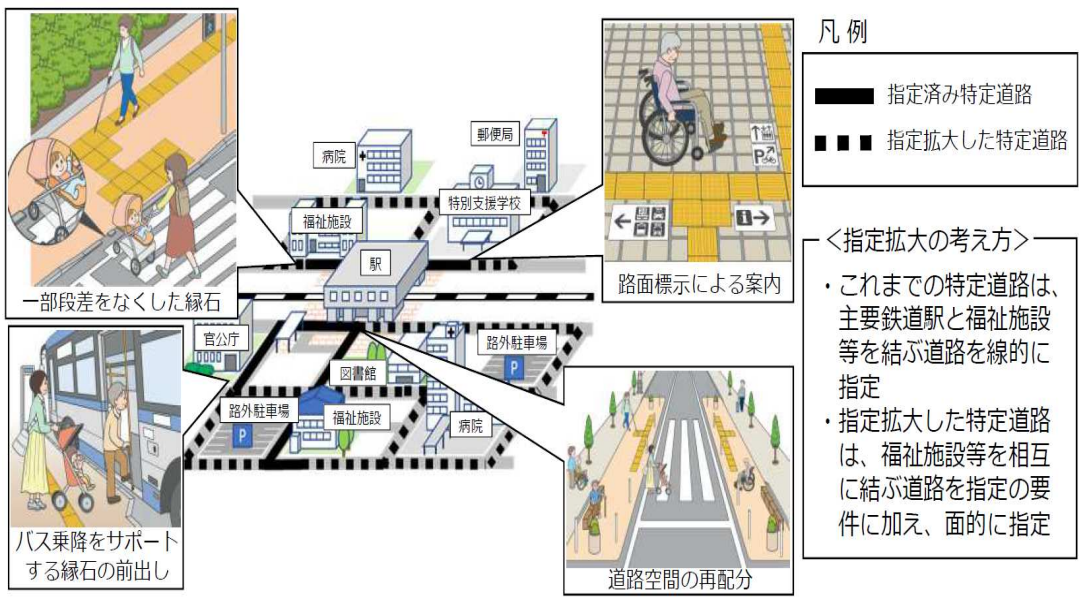 一部段差をなくした縁石
バス乗降をサポート
する縁石の前出し
病院
郵便局
特別支援学校
福祉施設
駅
官公庁
路外駐車場
P
図書館
路外駐車場
P
福祉施設
病院
P
路面標示による案内
道路空間の再配分
凡 例
指定済み特定道路
指定拡大した特定道路
<指定拡大の考え方>
・これまでの特定道路は、
主要鉄道駅と福祉施設
等を結ぶ道路を線的に
指定
・指定拡大した特定道路
は、福祉施設等を相互
に結ぶ道路を指定の要
件に加え、面的に指定